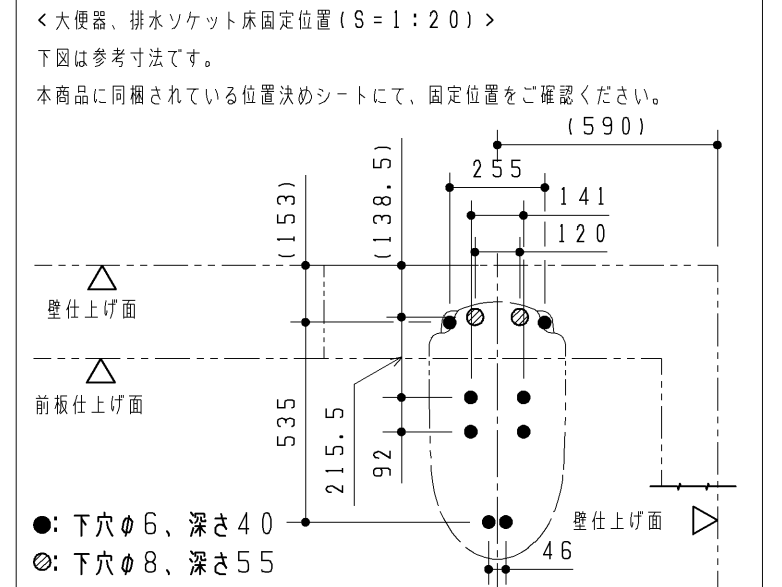 <大便器、排水ソケット床固定位置(S=1:20)>
下図は参考寸法です。
本商品に同梱されている位置決めシートにて、固定位置をご確認ください。
(590)
255
(153)
(138.5)
141
120
壁仕上げ面
前板仕上げ面
535
215.5
92
●:下穴φ6、深さ40
壁仕上げ面
46
◎:下穴φ8、深さ55